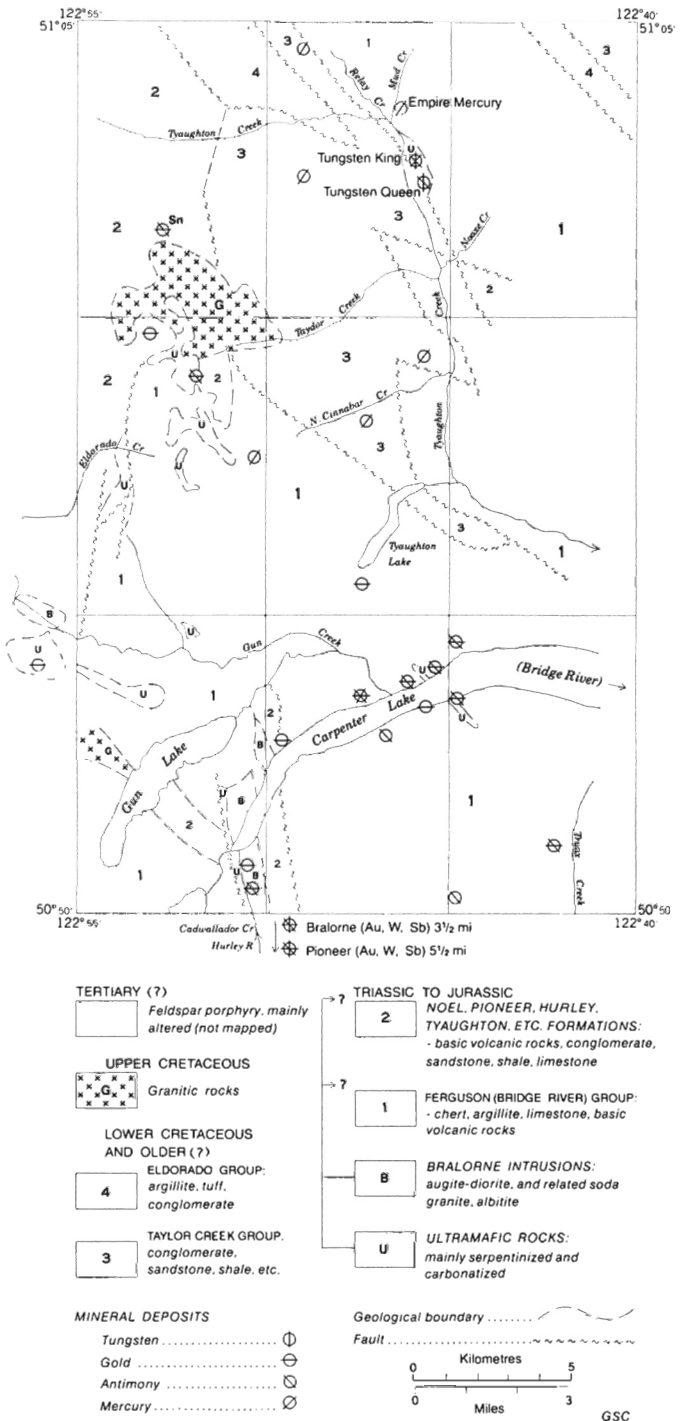 122°55' 122°40'
51°05' 51°05'
3 1 3
4 4
2
Relay Cr
Mud Cr
Empire Mercury
Tyaughton Creek
3 U
Tungsten King
Tungsten Queen
Sn
2 3 1
Noaxe Cr
G 2
Taylor Creek
Creek
U 3
2 1 2
N. Cinnabar Cr
Tyaughton
U
Eldorado Cr
3
U
U 1 3
Tyaughton Lake
1
1
B U
Gun Creek
U
U (Bridge River)
U 1 2
Carpenter Lake
U
G B
Gun Lake
U B
2 1
1 U B 2
Truax Creek
50°50' 50°50
122°55' 122°40'
Cadwallador Cr
Hurley R
Bralorne (Au, W, Sb) 3½ mi
Pioneer (Au, W, Sb) 5½ mi
TERTIARY (?)
Feldspar porphyry, mainly
altered (not mapped)
UPPER CRETACEOUS
G Granitic rocks
LOWER CRETACEOUS
AND OLDER (?)
4 ELDORADO GROUP:
argillite, tuff,
conglomerate
3 TAYLOR CREEK GROUP.
conglomerate,
sandstone, shale, etc.
TRIASSIC TO JURASSIC
? 2 NOEL, PIONEER, HURLEY,
TYAUGHTON, ETC. FORMATIONS:
- basic volcanic rocks, conglomerate,
sandstone, shale, limestone
? 1 FERGUSON (BRIDGE RIVER) GROUP:
- chert, argillite, limestone, basic
volcanic rocks
B BRALORNE INTRUSIONS:
augite-diorite, and related soda
granite, albitite
U ULTRAMAFIC ROCKS:
mainly serpentinized and
carbonatized
MINERAL DEPOSITS
Tungsten
Gold
Antimony
Mercury
Geological boundary
Fault
Kilometres
0 5
0 3
Miles
GSC